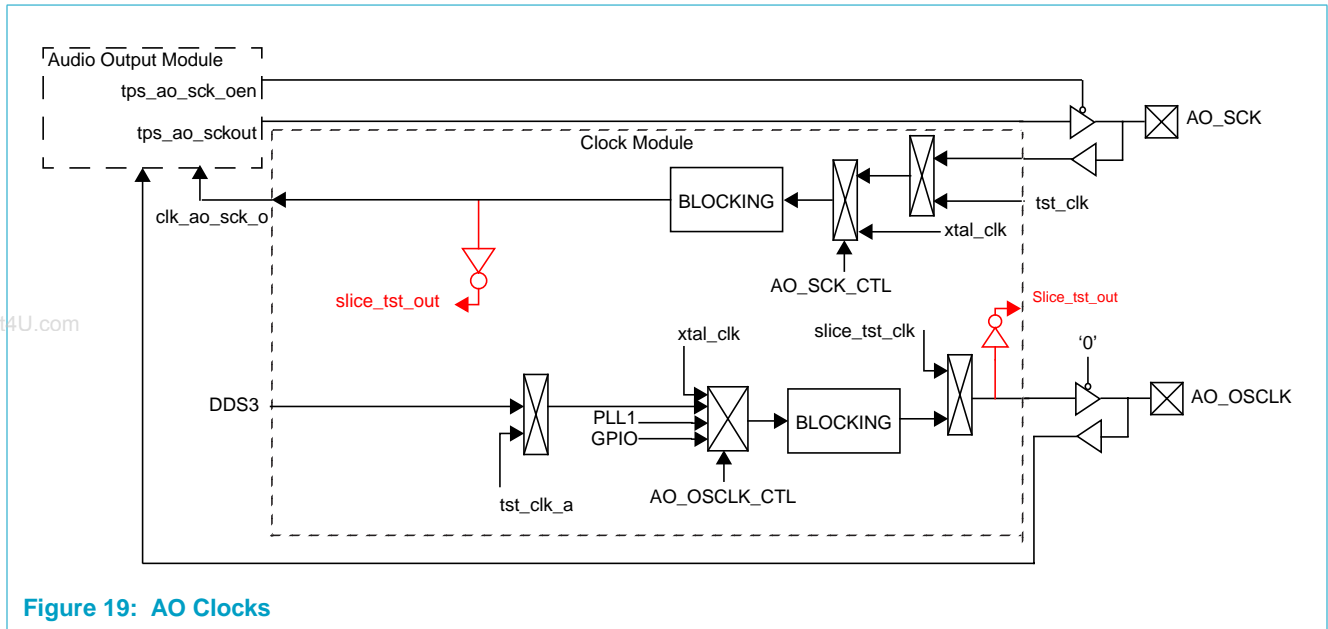 Audio Output Module
tps_ao_sck_oen
tps_ao_sckout
AO_SCK
Clock Module
BLOCKING
tst_clk
clk_ao_sck_o
xtal_clk
AO_SCK_CTL
slice_tst_out
Slice_tst_out
t4U.com
xtal_clk
slice_tst_clk
'0'
DDS3
PLL1
GPIO
BLOCKING
AO_OSCLK
tst_clk_a
AO_OSCLK_CTL
Figure 19: AO Clocks